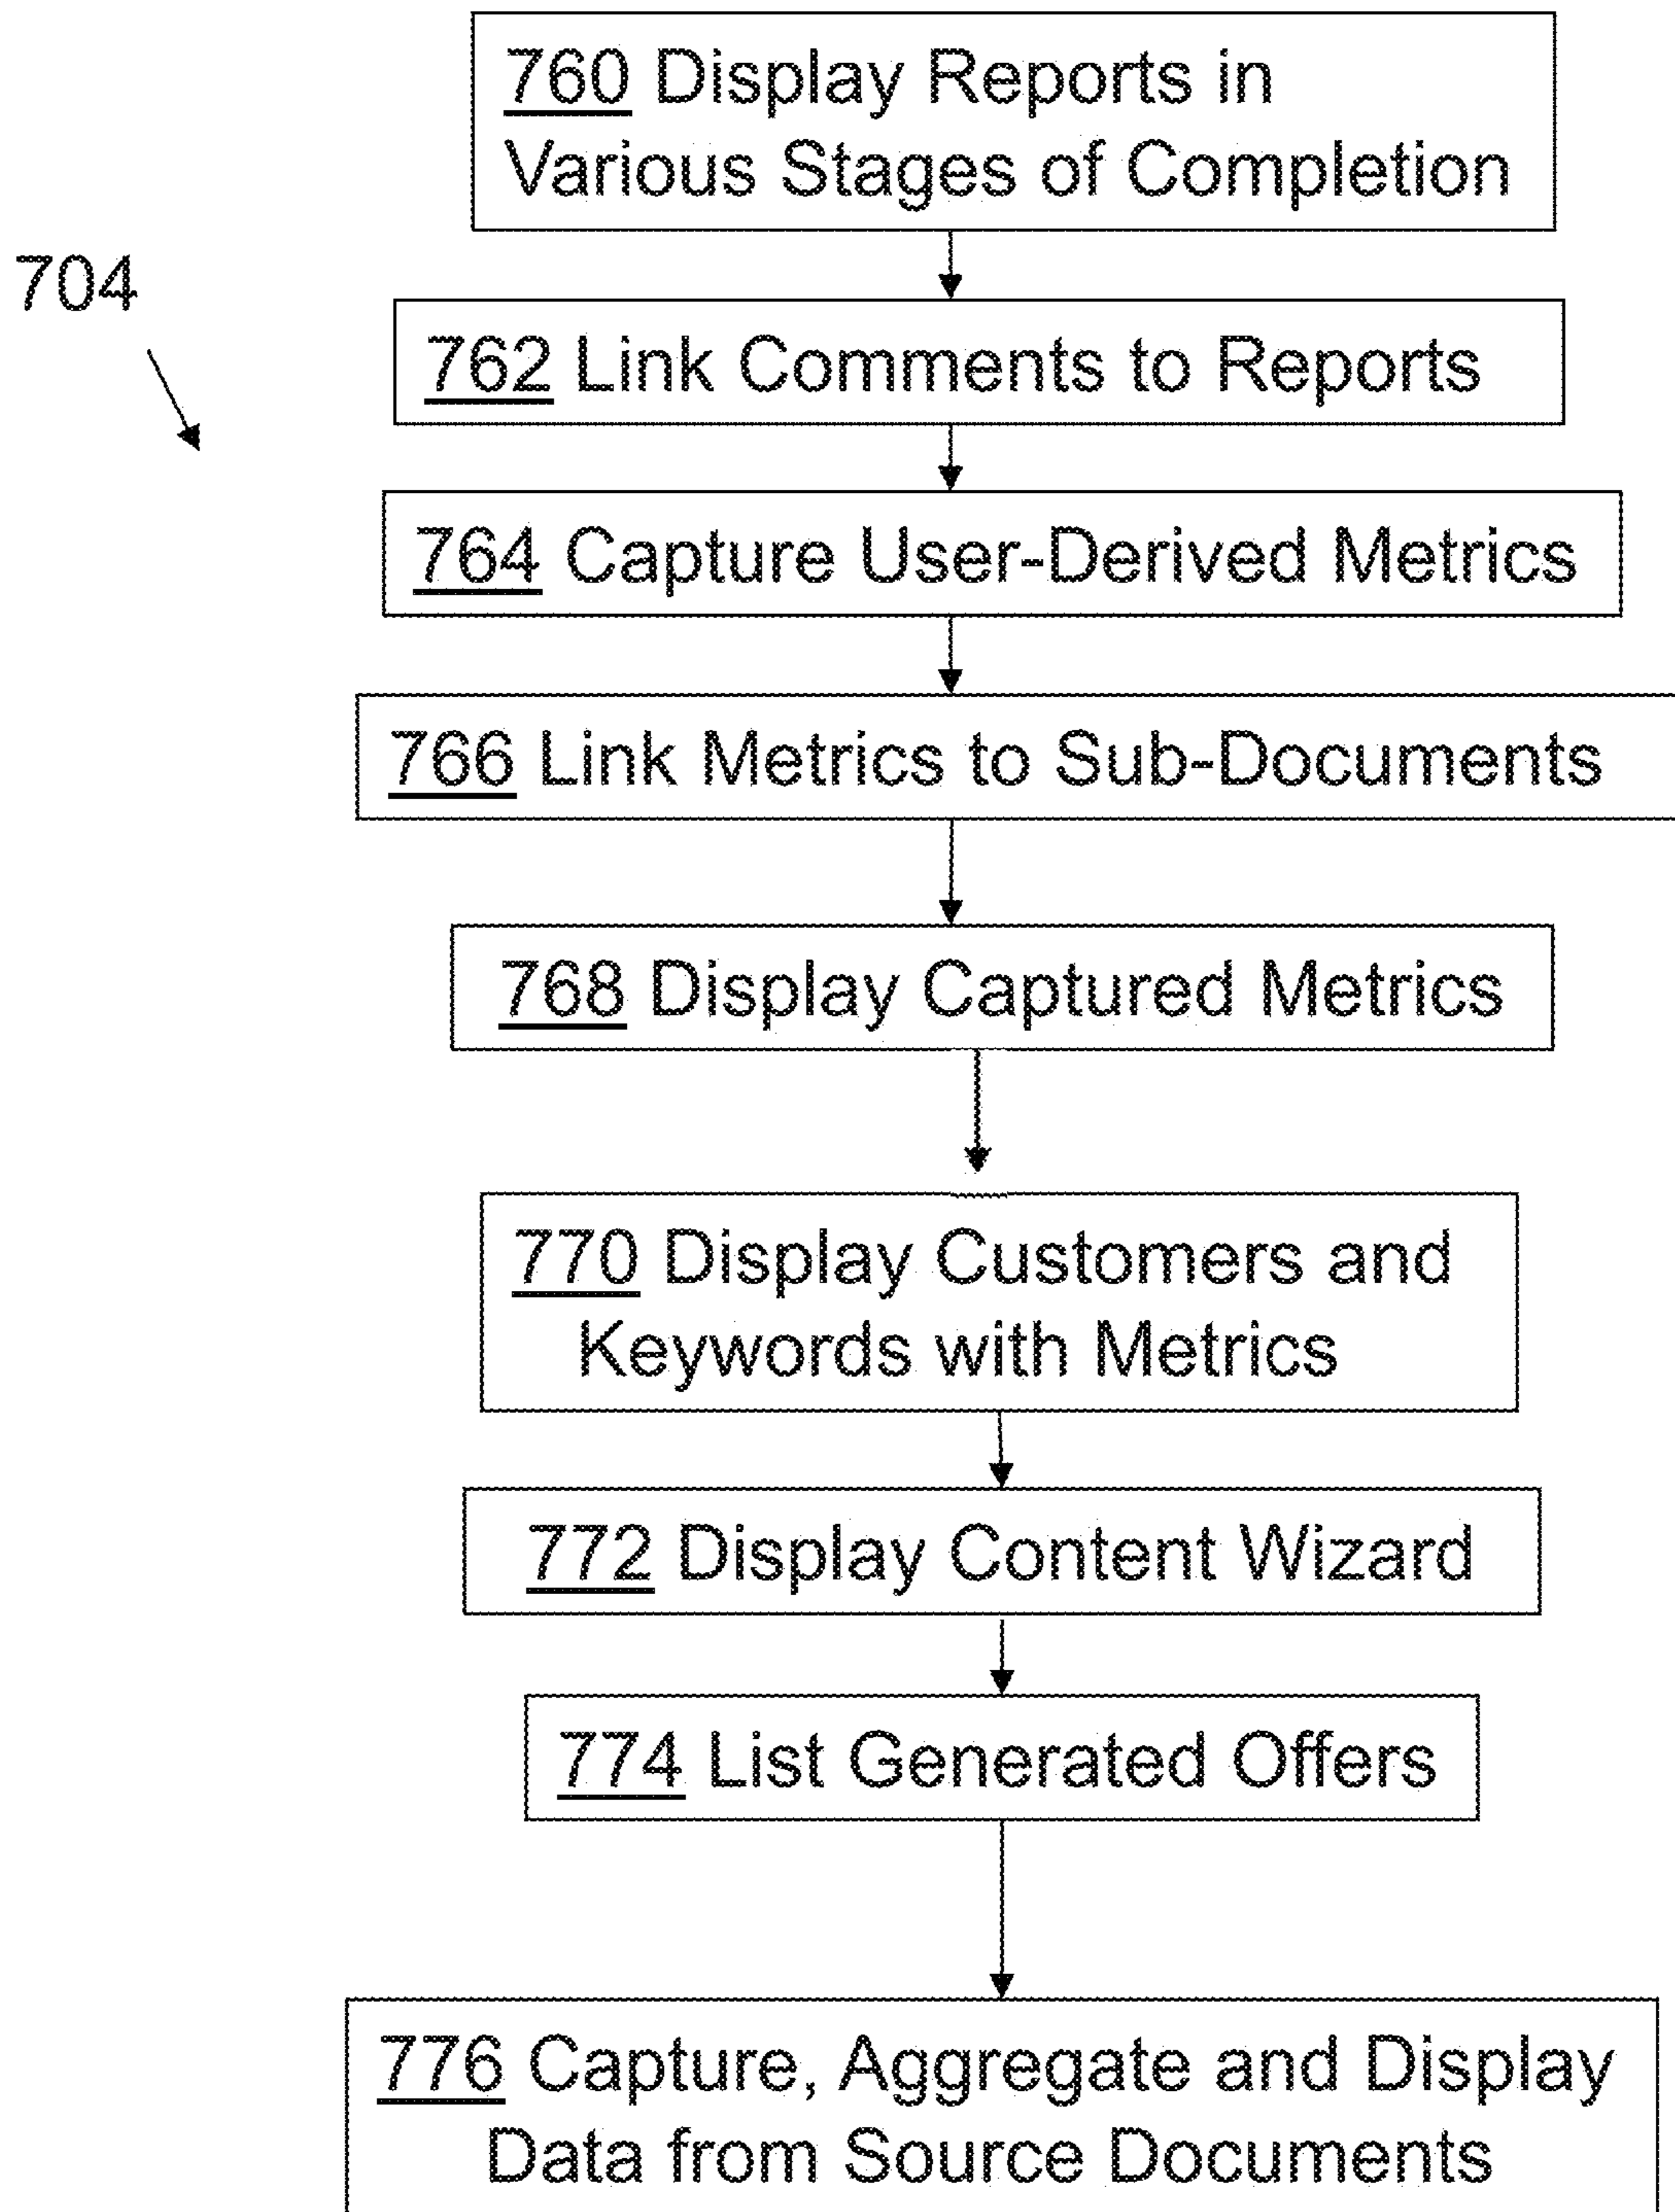 760 Display Reports in
Various Stages of Completion
704
762 Link Comments to Reports
764 Capture User-Derived Metrics
766 Link Metrics to Sub-Documents
768 Display Captured Metrics
770 Display Customers and
Keywords with Metrics
772 Display Content Wizard
774 List Generated Offers
776 Capture, Aggregate and Display
Data from Source Documents